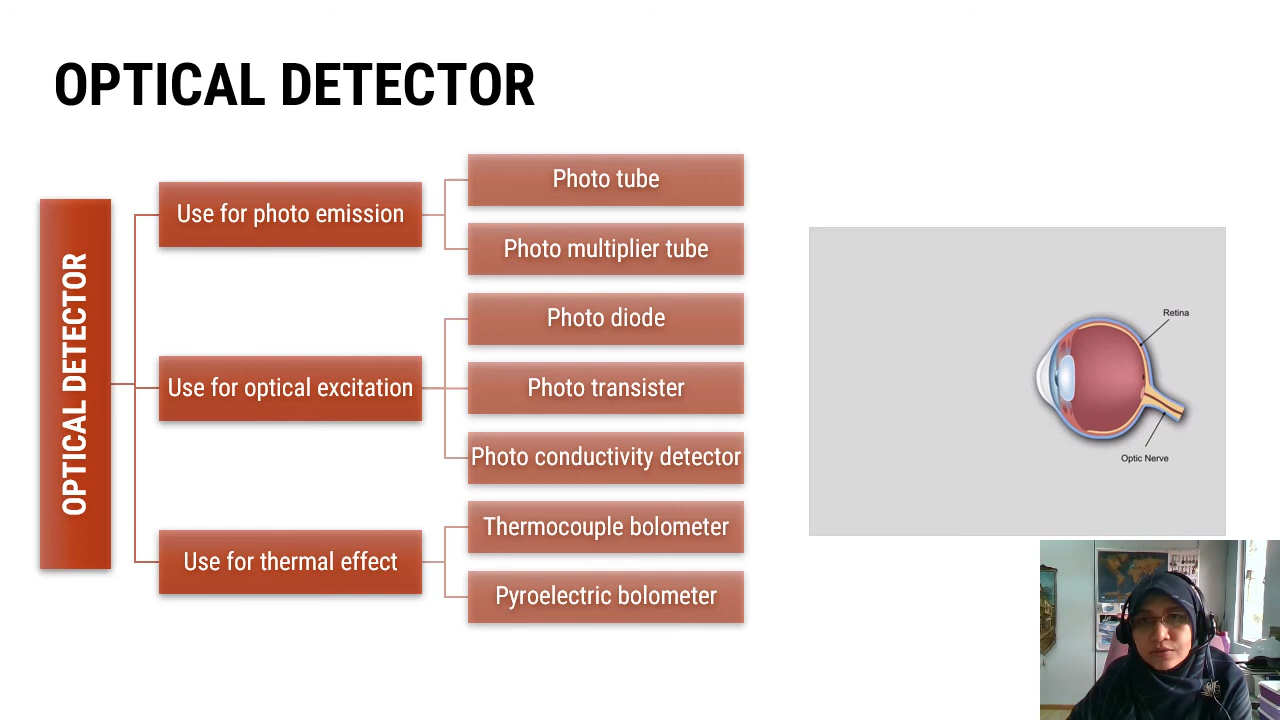 OPTICAL DETECTOR
OPTICAL DETECTOR
Use for photo emission
Photo tube
Photo multiplier tube
Use for optical excitation
Photo diode
Photo transister
Photo conductivity detector
Use for thermal effect
Thermocouple bolometer
Pyroelectric bolometer
Retina
Optic Nerve